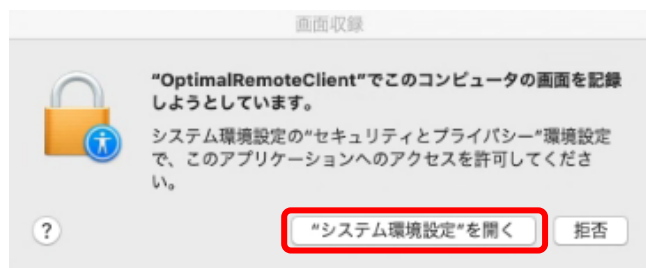 画面収録
“OptimalRemoteClient”でこのコンピュータの画面を記録
しようとしています。
システム環境設定の“セキュリティとプライバシー”環境設定
で、このアプリケーションへのアクセスを許可してくださ
い。
?
“システム環境設定”を開く
拒否